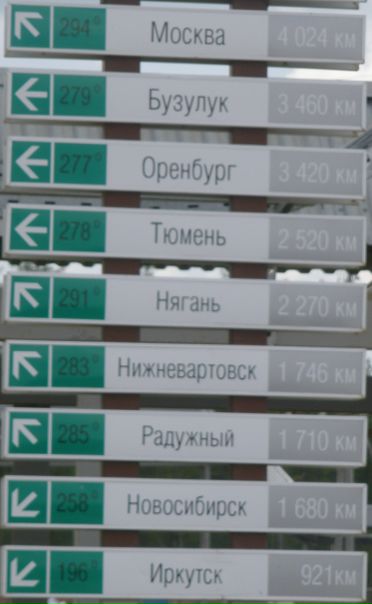 294° Москва 4 024 км
279° Бузулук 3 460 км
277° Оренбург 3 420 км
278° Тюмень 2 520 км
291° Нягань 2 270 км
283° Нижневартовск 1 746 км
285° Радужный 1 710 км
258° Новосибирск 1 680 км
196° Иркутск 921км